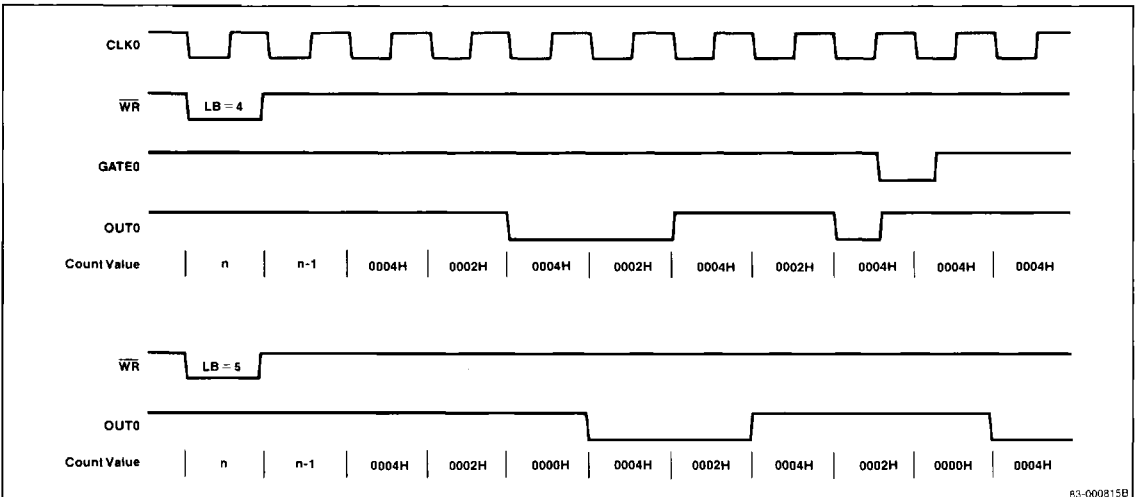 CLK0
WR LB = 4
GATE0
OUT0
Count Value n n-1 0004H 0002H 0004H 0002H 0004H 0002H 0004H 0004H 0004H
WR LB = 5
OUT0
Count Value n n-1 0004H 0002H 0000H 0004H 0002H 0004H 0002H 0000H 0004H
83-000815B